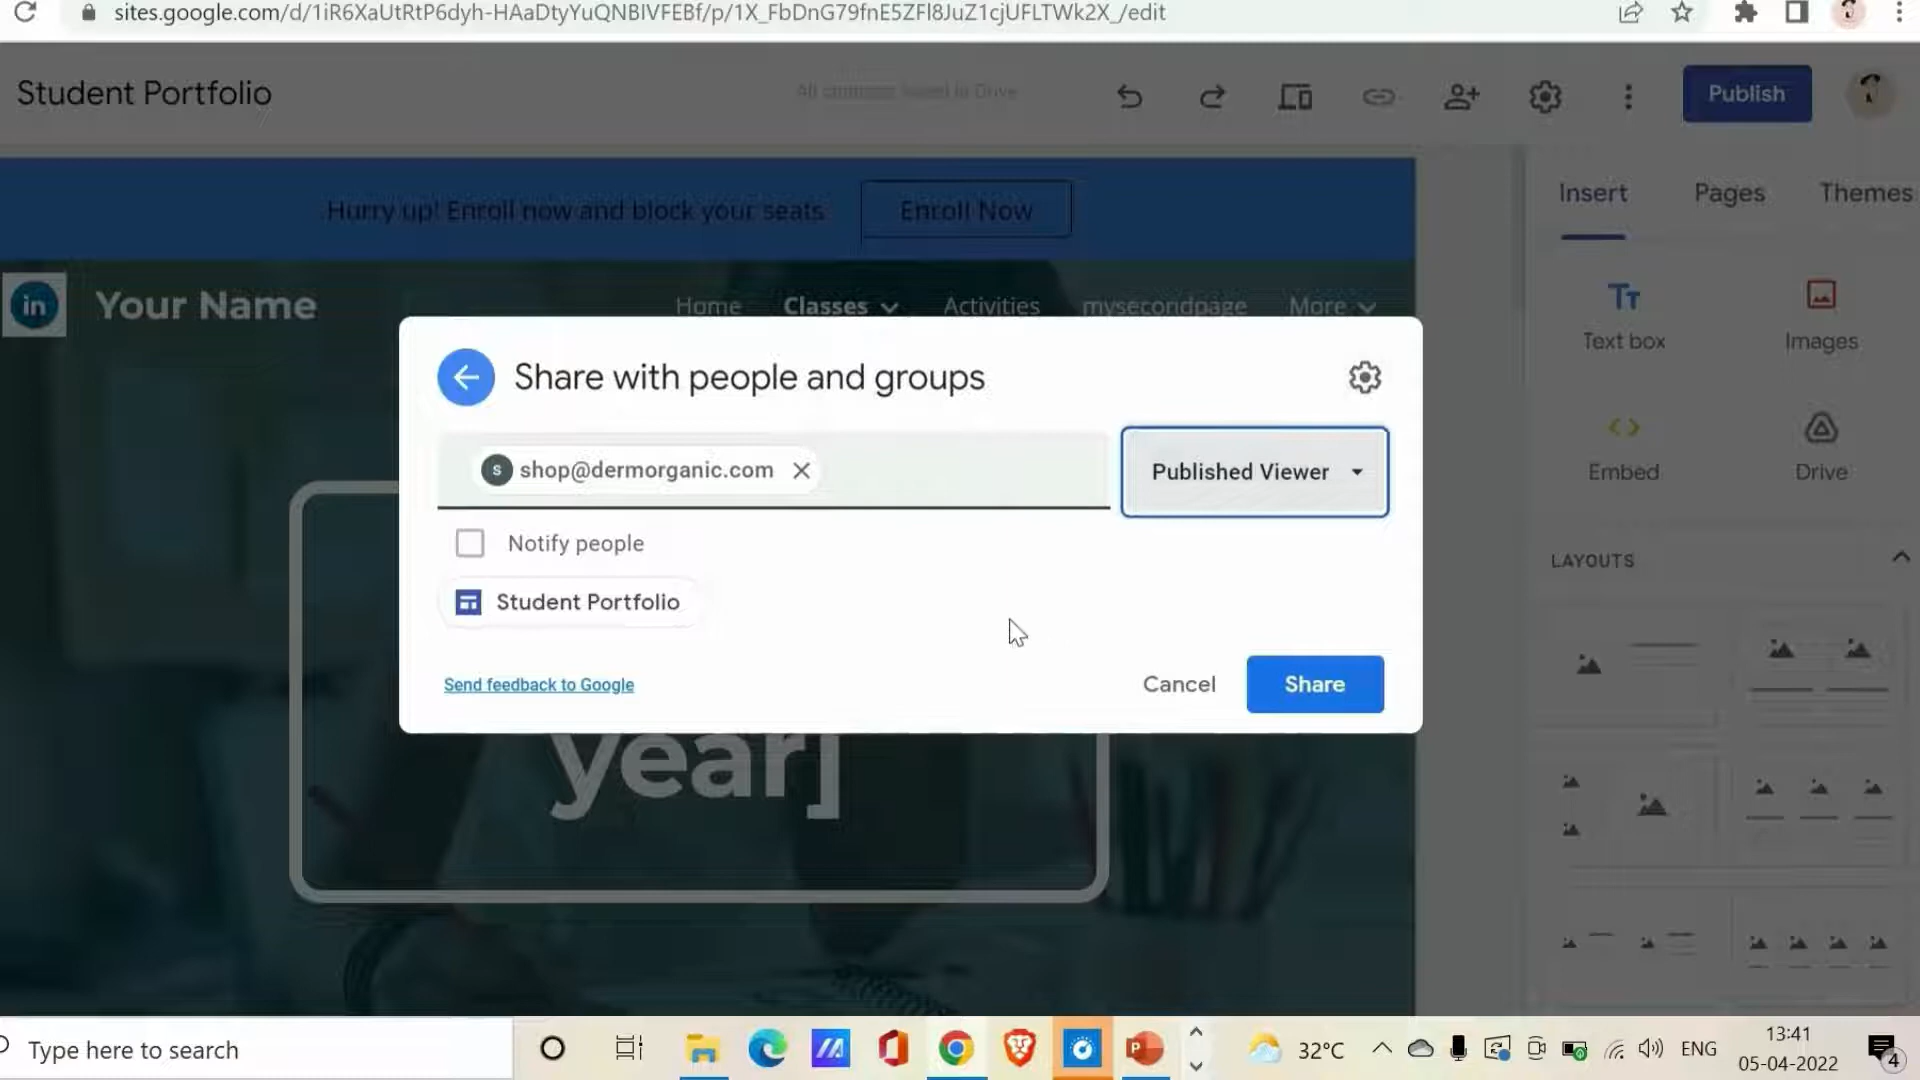 sites.google.com/d/1iR6XaUtRtP6dyh-HAaDtyYuQNBIVFEBf/p/1X_FbDnG79fnE5ZFl8JuZ1cjUFLTWk2X_/edit
Student Portfolio
All changes saved in Drive
Publish
Hurry up! Enroll now and block your seats
Enroll Now
Insert
Pages
Themes
in
Your Name
Home
Classes
Activities
mysecondpage
More
Text box
Images
Share with people and groups
s
shop@dermorganic.com
Published Viewer
Embed
Drive
Notify people
LAYOUTS
Student Portfolio
Send feedback to Google
Cancel
Share
year]
Type here to search
32°C
ENG
13:41
05-04-2022
4